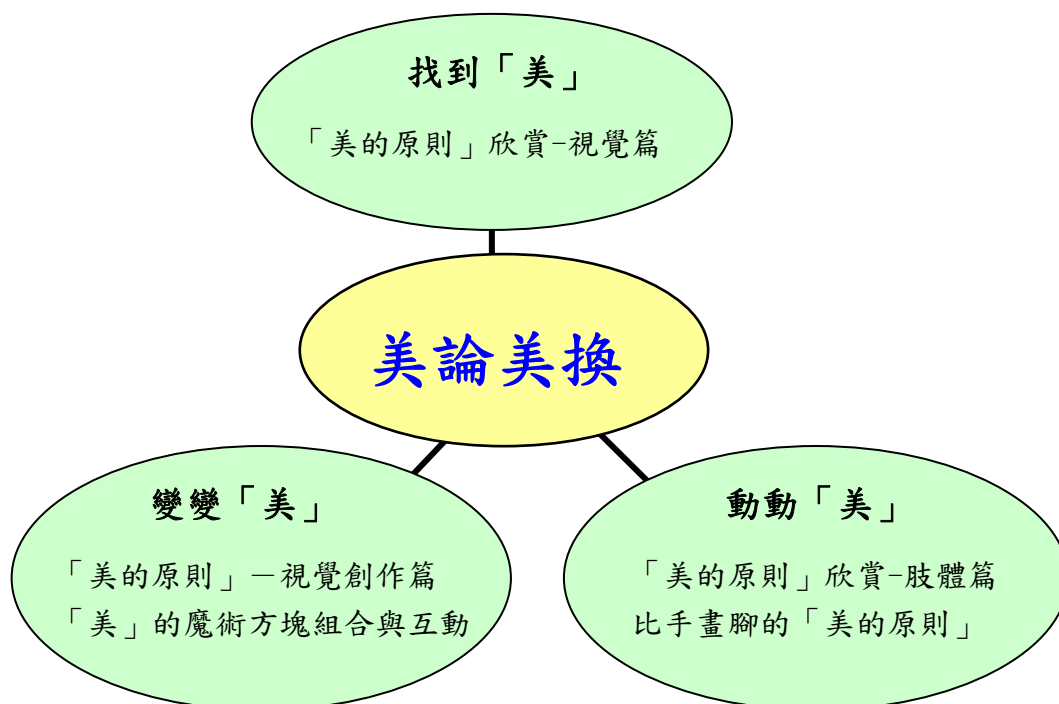 找到「美」
「美的原則」欣賞-視覺篇
美論美換
變變「美」
「美的原則」－視覺創作篇
「美」的魔術方塊組合與互動
動動「美」
「美的原則」欣賞-肢體篇
比手畫腳的「美的原則」